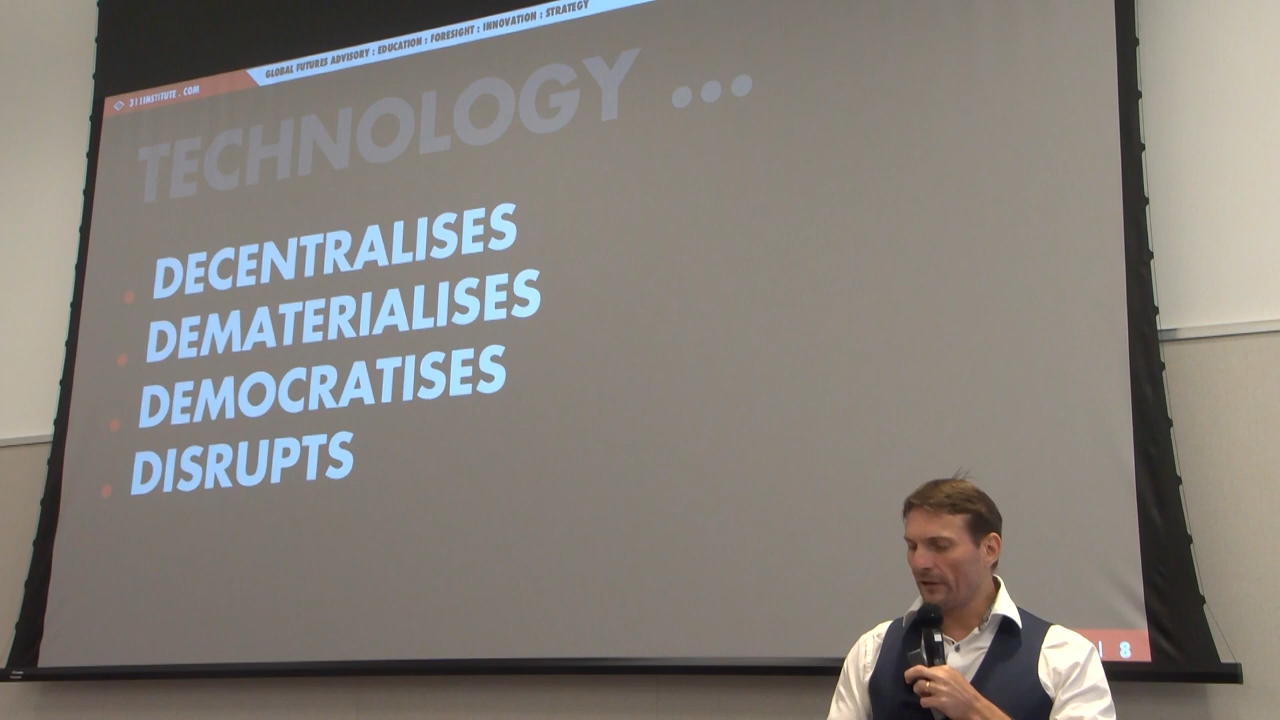 311INSTITUTE . COM
GLOBAL FUTURES ADVISORY : EDUCATION : FORESIGHT : INNOVATION : STRATEGY
TECHNOLOGY ...
• DECENTRALISES
• DEMATERIALISES
• DEMOCRATISES
• DISRUPTS
| 8